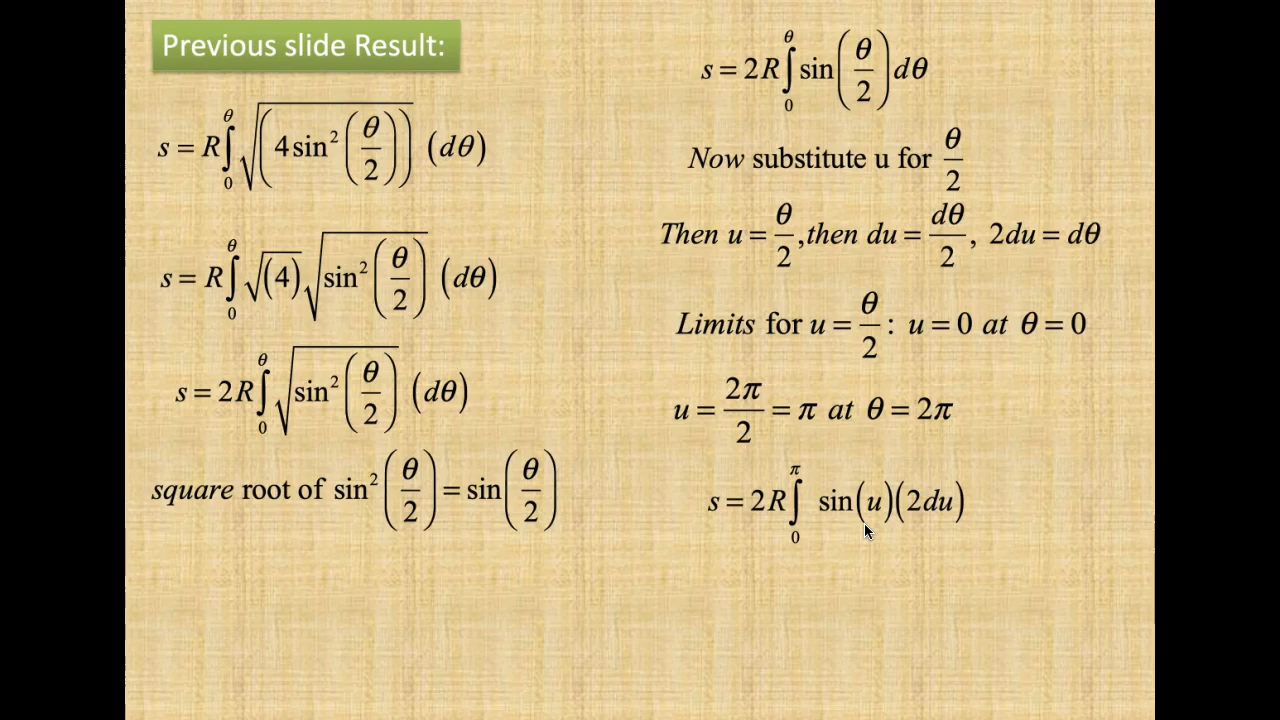 Previous slide Result:
s = R∫₀^θ √(4 sin²(θ/2)) (dθ)
s = R∫₀^θ √(4) √(sin²(θ/2)) (dθ)
s = 2R∫₀^θ √(sin²(θ/2)) (dθ)
square root of sin²(θ/2) = sin(θ/2)
s = 2R∫₀^θ sin(θ/2) dθ
Now substitute u for θ/2
Then u = θ/2, then du = dθ/2, 2du = dθ
Limits for u = θ/2 : u = 0 at θ = 0
u = 2π/2 = π at θ = 2π
s = 2R∫₀^π sin(u)(2du)